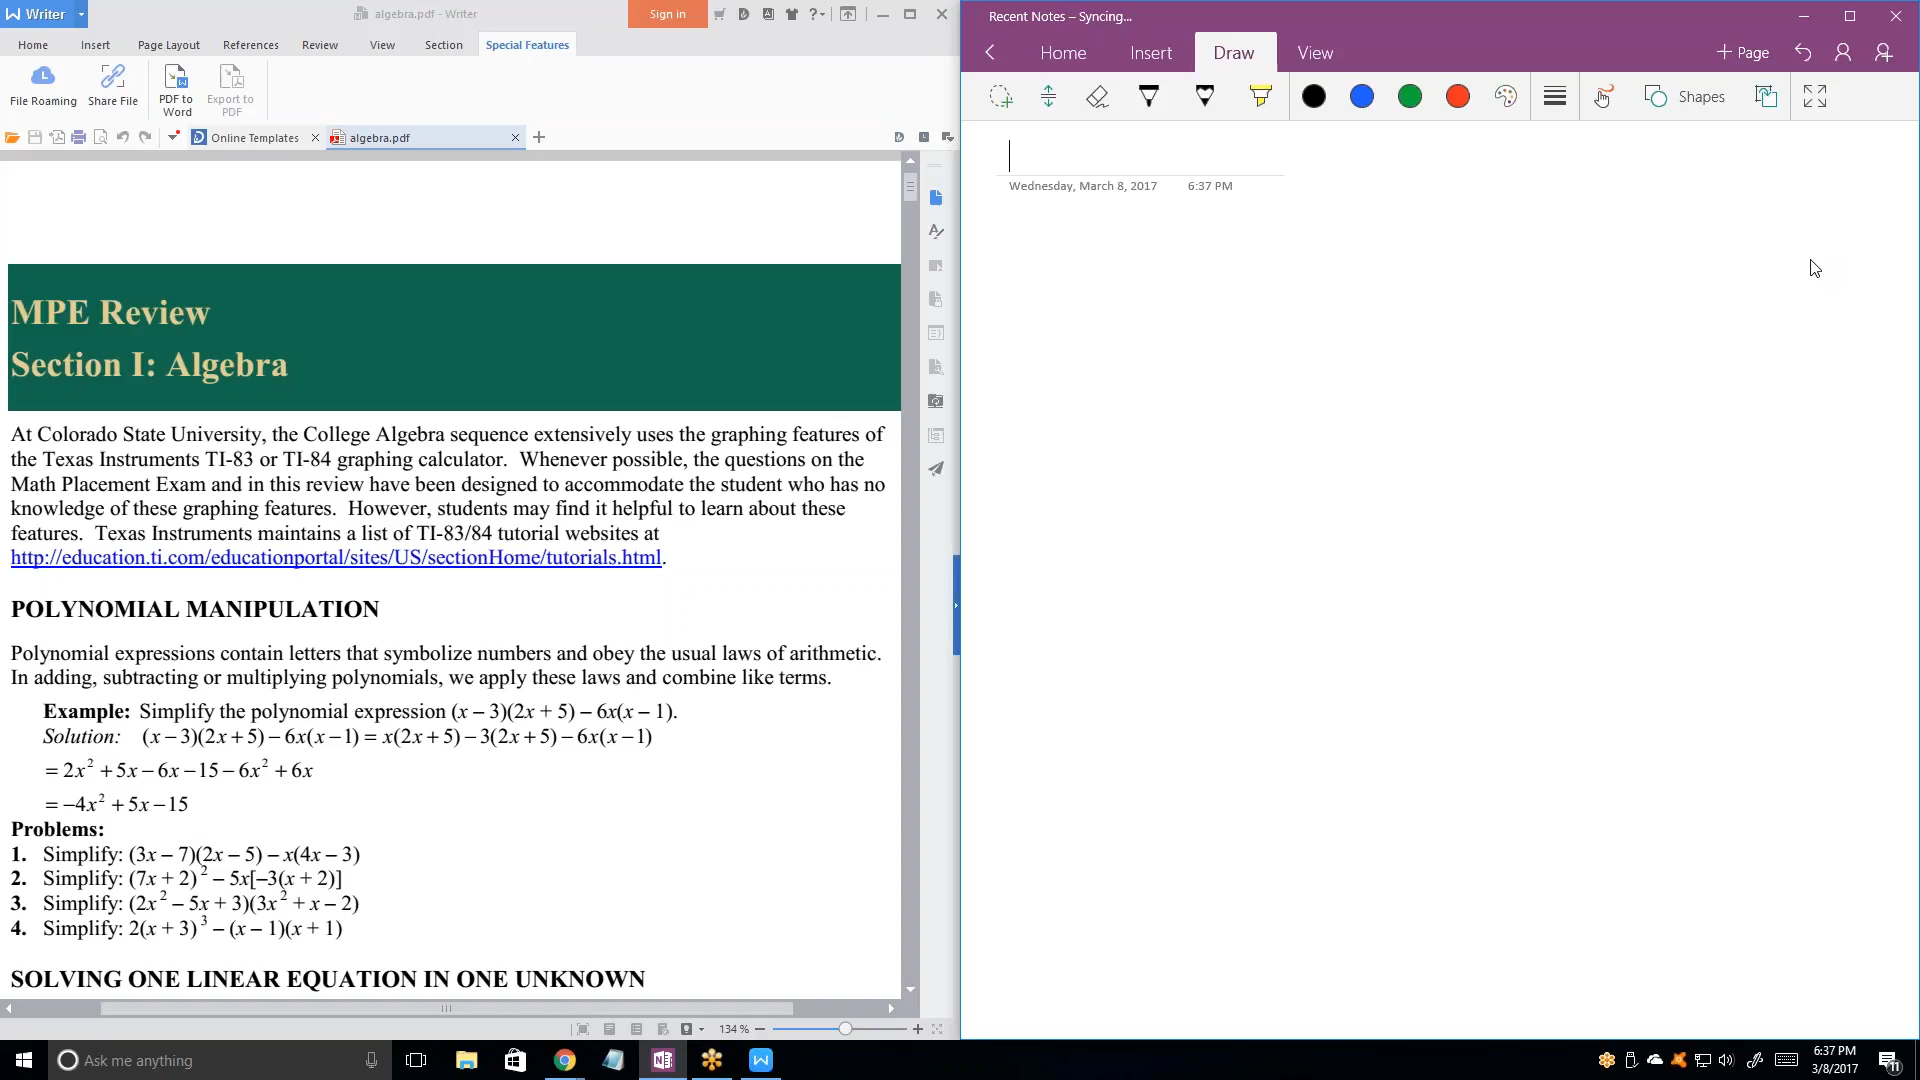 Writer
algebra.pdf - Writer
Sign in
Home Insert Page Layout References Review View Section Special Features
File Roaming Share File PDF to Word Export to PDF
Online Templates algebra.pdf
MPE Review
Section I: Algebra
At Colorado State University, the College Algebra sequence extensively uses the graphing features of
the Texas Instruments TI-83 or TI-84 graphing calculator. Whenever possible, the questions on the
Math Placement Exam and in this review have been designed to accommodate the student who has no
knowledge of these graphing features. However, students may find it helpful to learn about these
features. Texas Instruments maintains a list of TI-83/84 tutorial websites at
http://education.ti.com/educationportal/sites/US/sectionHome/tutorials.html.
POLYNOMIAL MANIPULATION
Polynomial expressions contain letters that symbolize numbers and obey the usual laws of arithmetic.
In adding, subtracting or multiplying polynomials, we apply these laws and combine like terms.
Example: Simplify the polynomial expression (x – 3)(2x + 5) – 6x(x – 1).
Solution: (x – 3)(2x + 5) – 6x(x – 1) = x(2x + 5) – 3(2x + 5) – 6x(x – 1)
= 2x² + 5x – 6x – 15 – 6x² + 6x
= –4x² + 5x – 15
Problems:
1. Simplify: (3x – 7)(2x – 5) – x(4x – 3)
2. Simplify: (7x + 2)² – 5x[–3(x + 2)]
3. Simplify: (2x² – 5x + 3)(3x² + x – 2)
4. Simplify: 2(x + 3)³ – (x – 1)(x + 1)
SOLVING ONE LINEAR EQUATION IN ONE UNKNOWN
134 %
Recent Notes – Syncing...
Home Insert Draw View
Page
Shapes
Wednesday, March 8, 2017 6:37 PM
Ask me anything
6:37 PM
3/8/2017
11